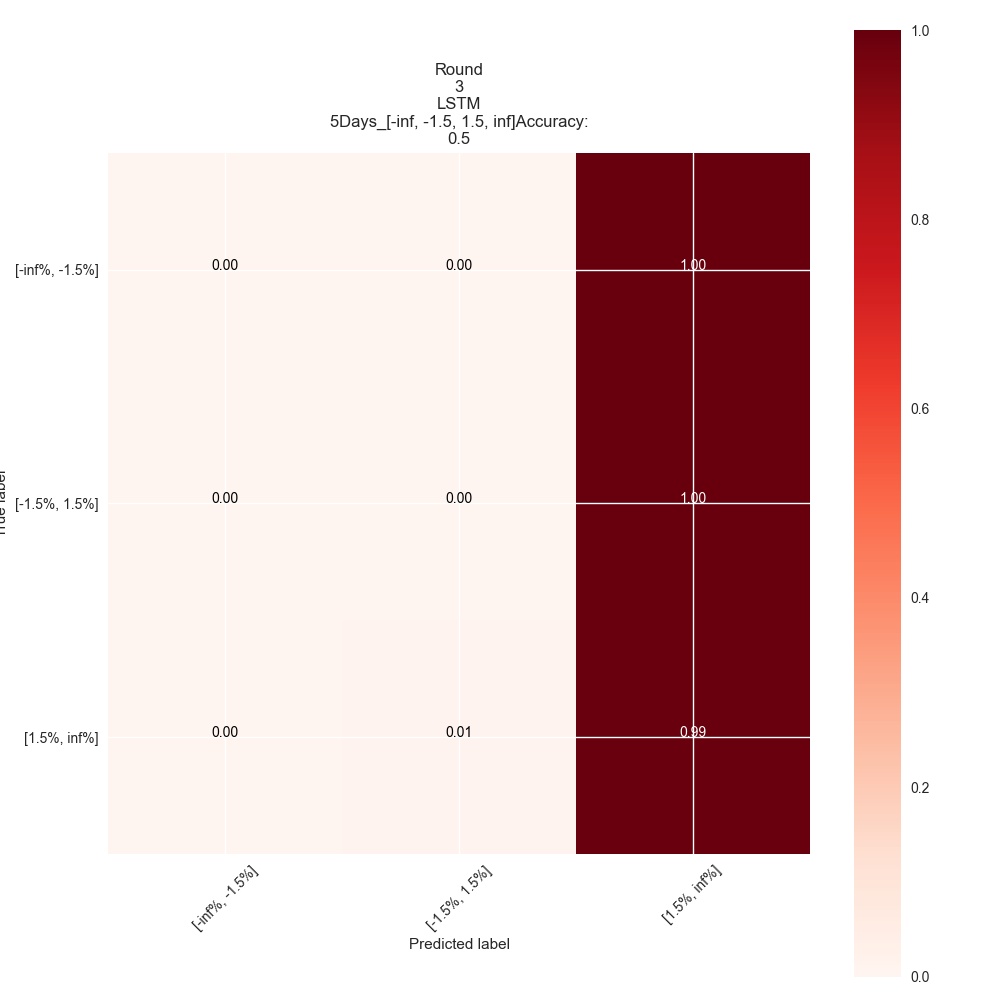 Round
3
LSTM
5Days_[-inf, -1.5, 1.5, inf]Accuracy:
0.5
1.0
0.8
0.6
0.4
0.2
0.0
[-inf%, -1.5%]
0.00
0.00
1.00
[-1.5%, 1.5%]
0.00
0.00
1.00
[1.5%, inf%]
0.00
0.01
0.99
[-inf%, -1.5%]
[-1.5%, 1.5%]
[1.5%, inf%]
Predicted label
True label